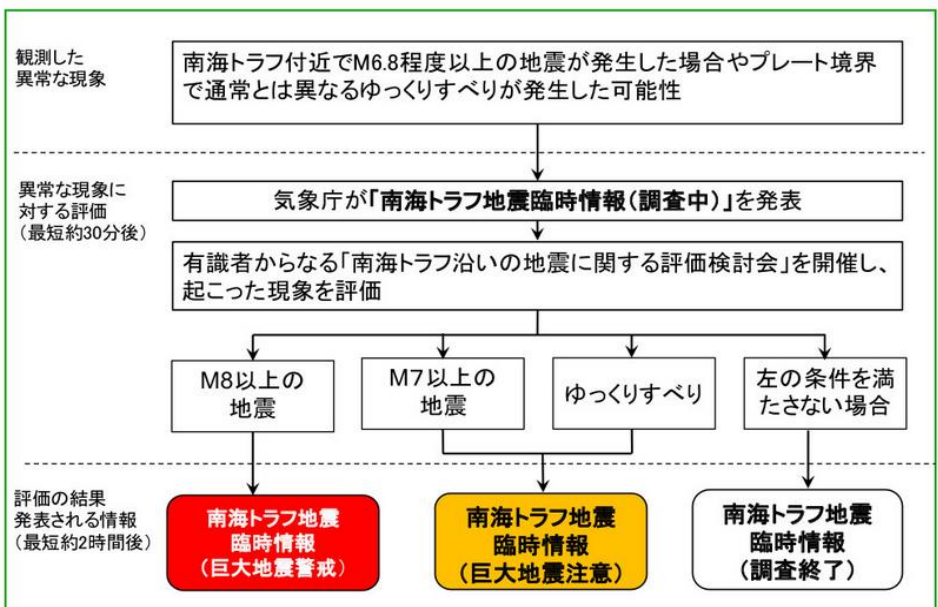 観測した
異常な現象
南海トラフ付近でM6.8程度以上の地震が発生した場合やプレート境界
で通常とは異なるゆっくりすべりが発生した可能性
異常な現象に
対する評価
(最短約30分後)
気象庁が「南海トラフ地震臨時情報(調査中)」を発表
有識者からなる「南海トラフ沿いの地震に関する評価検討会」を開催し、
起こった現象を評価
M8以上の
地震
M7以上の
地震
ゆっくりすべり
左の条件を満
たさない場合
評価の結果
発表される情報
(最短約2時間後)
南海トラフ地震
臨時情報
(巨大地震警戒)
南海トラフ地震
臨時情報
(巨大地震注意)
南海トラフ地震
臨時情報
(調査終了)